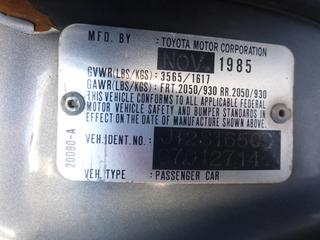 MFD. BY : TOYOTA MOTOR CORPORATION
NOV. 1985
GVWR(LBS/KGS): 3565/1617
GAWR(LBS/KGS): FRT.2050/930 RR.2050/930
THIS VEHICLE CONFORMS TO ALL APPLICABLE
FEDERAL MOTOR VEHICLE SAFETY AND BUMPER
STANDARDS IN EFFECT ON THE DATE OF
MANUFACTURE SHOWN ABOVE.
VEH.IDENT.NO. :
VEH.TYPE : PASSENGER CAR
20090-A